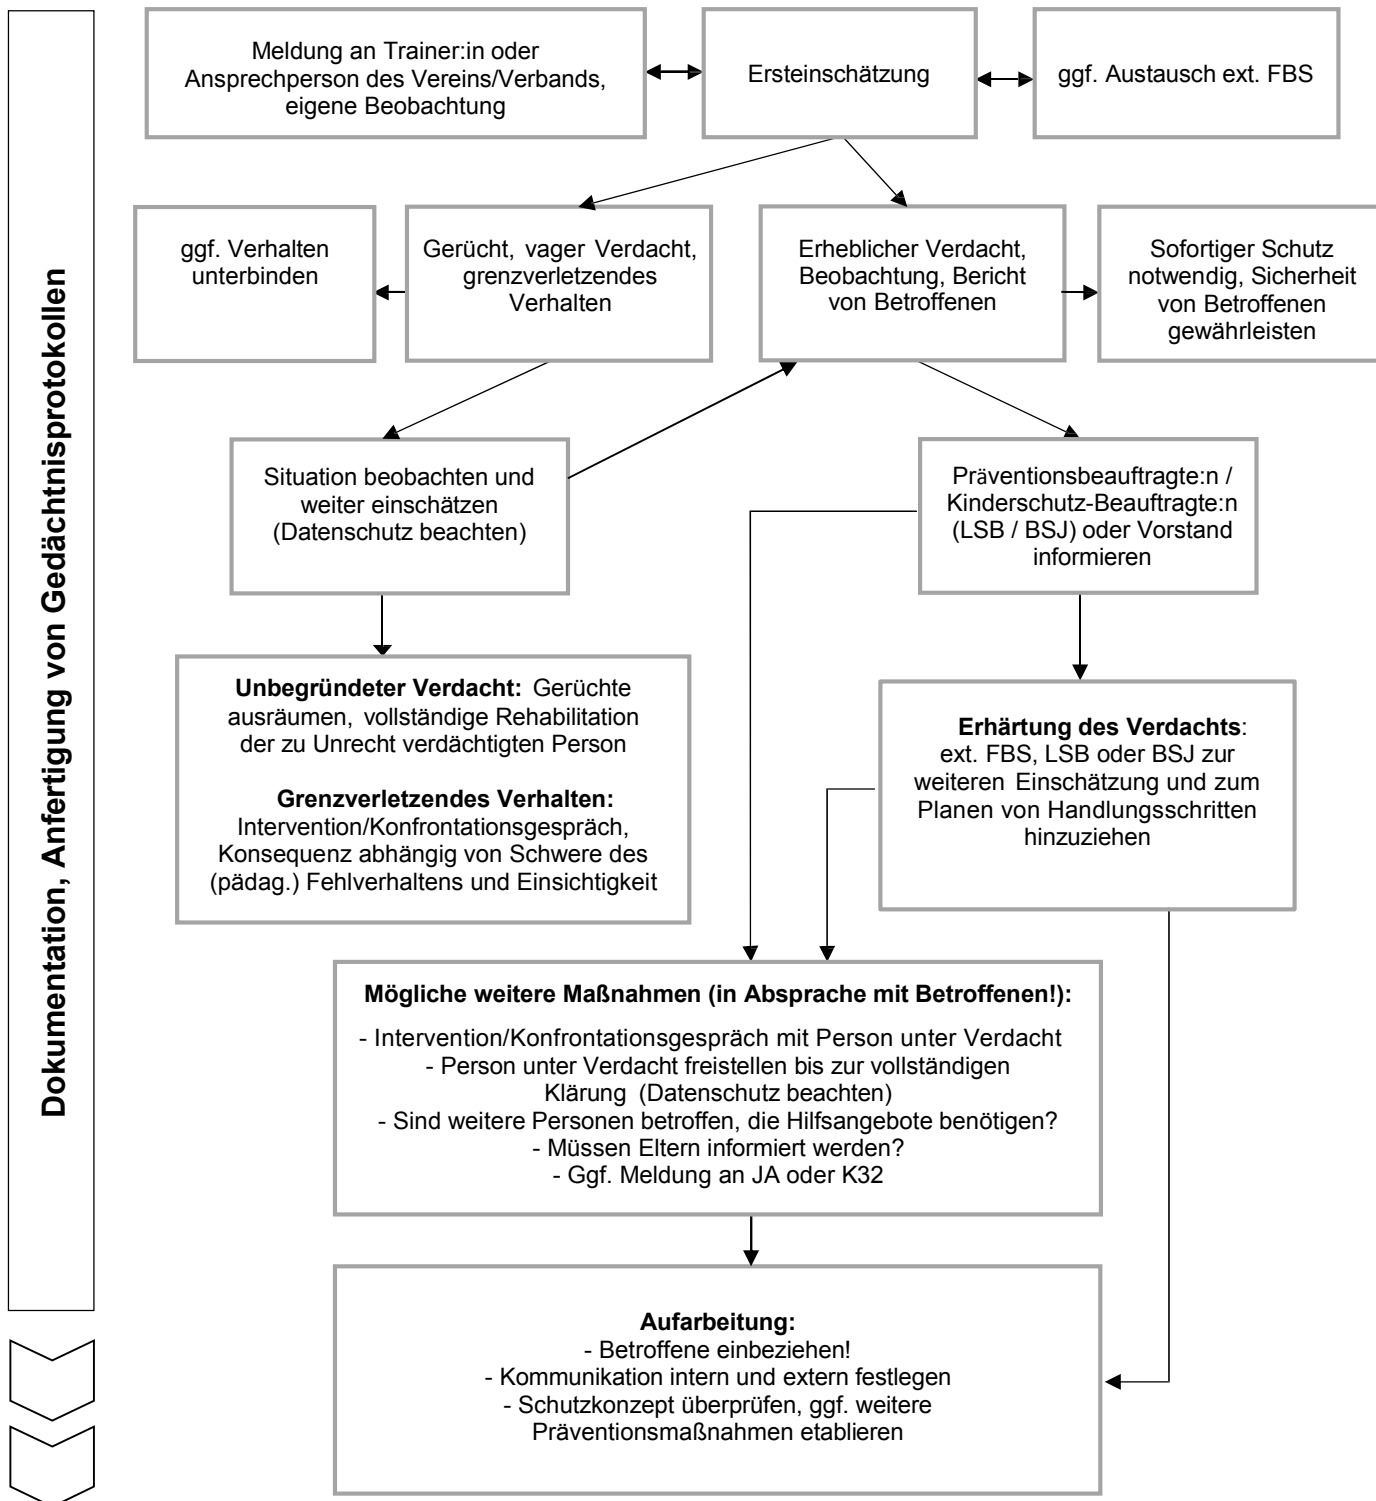 Dokumentation, Anfertigung von Gedächtnisprotokollen
Meldung an Trainer:in oder
Ansprechperson des Vereins/Verbands,
eigene Beobachtung
Ersteinschätzung
ggf. Austausch ext. FBS
ggf. Verhalten
unterbinden
Gerücht, vager Verdacht,
grenzverletzendes
Verhalten
Erheblicher Verdacht,
Beobachtung, Bericht
von Betroffenen
Sofortiger Schutz
notwendig, Sicherheit
von Betroffenen
gewährleisten
Situation beobachten und
weiter einschätzen
(Datenschutz beachten)
Präventionsbeauftragte:n /
Kinderschutz-Beauftragte:n
(LSB / BSJ) oder Vorstand
informieren
Unbegründeter Verdacht: Gerüchte
ausräumen, vollständige Rehabilitation
der zu Unrecht verdächtigten Person
Grenzverletzendes Verhalten:
Intervention/Konfrontationsgespräch,
Konsequenz abhängig von Schwere des
(pädag.) Fehlverhaltens und Einsichtigkeit
Erhärtung des Verdachts:
ext. FBS, LSB oder BSJ zur
weiteren Einschätzung und zum
Planen von Handlungsschritten
hinzuziehen
Mögliche weitere Maßnahmen (in Absprache mit Betroffenen!):
- Intervention/Konfrontationsgespräch mit Person unter Verdacht
- Person unter Verdacht freistellen bis zur vollständigen
Klärung (Datenschutz beachten)
- Sind weitere Personen betroffen, die Hilfsangebote benötigen?
- Müssen Eltern informiert werden?
- Ggf. Meldung an JA oder K32
Aufarbeitung:
- Betroffene einbeziehen!
- Kommunikation intern und extern festlegen
- Schutzkonzept überprüfen, ggf. weitere
Präventionsmaßnahmen etablieren